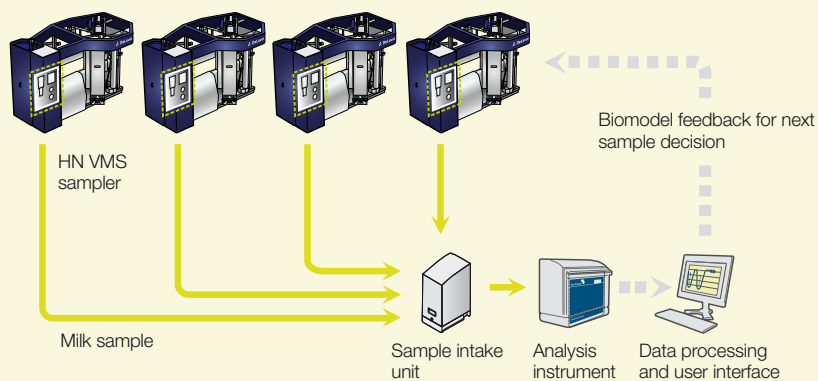 HN VMS
sampler
Biomodel feedback for next
sample decision
Milk sample
Sample intake
unit
Analysis
instrument
Data processing
and user interface